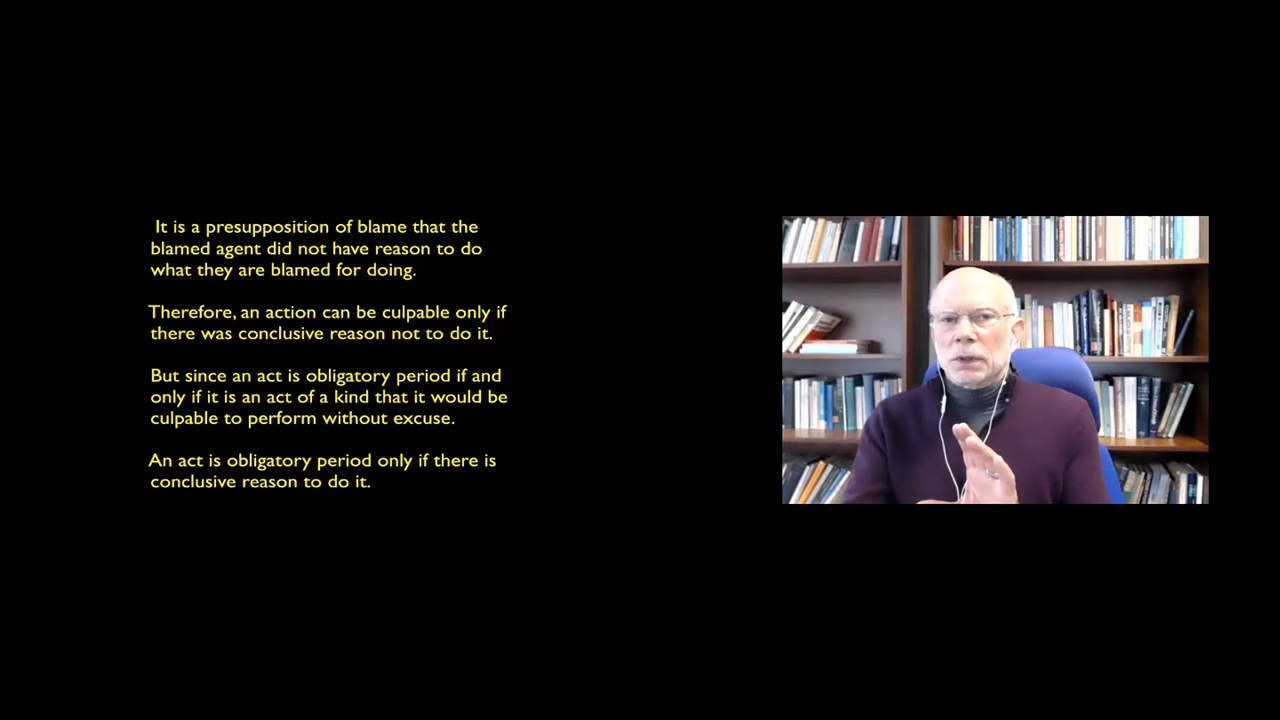 It is a presupposition of blame that the
blamed agent did not have reason to do
what they are blamed for doing.
Therefore, an action can be culpable only if
there was conclusive reason not to do it.
But since an act is obligatory period if and
only if it is an act of a kind that it would be
culpable to perform without excuse.
An act is obligatory period only if there is
conclusive reason to do it.